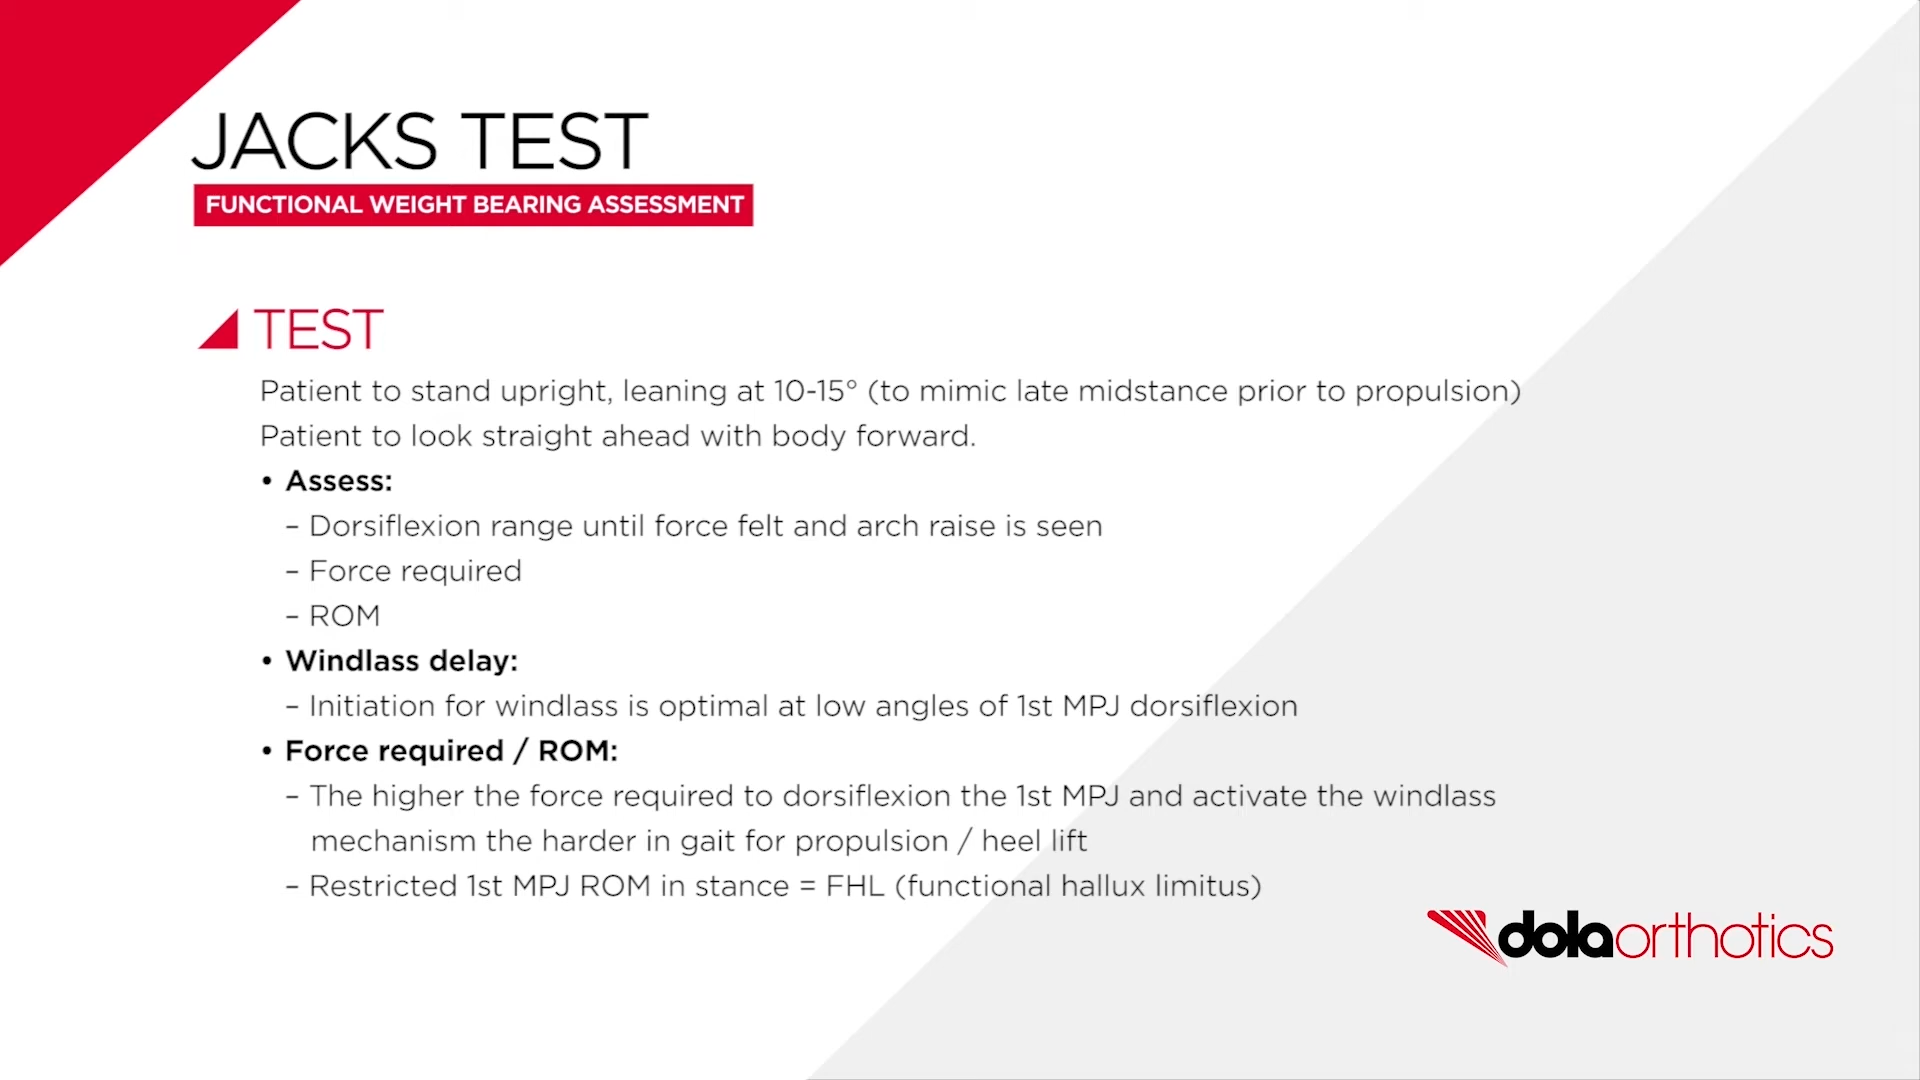 JACKS TEST
FUNCTIONAL WEIGHT BEARING ASSESSMENT
TEST
Patient to stand upright, leaning at 10-15° (to mimic late midstance prior to propulsion)
Patient to look straight ahead with body forward.
• Assess:
– Dorsiflexion range until force felt and arch raise is seen
– Force required
– ROM
• Windlass delay:
– Initiation for windlass is optimal at low angles of 1st MPJ dorsiflexion
• Force required / ROM:
– The higher the force required to dorsiflexion the 1st MPJ and activate the windlass
mechanism the harder in gait for propulsion / heel lift
– Restricted 1st MPJ ROM in stance = FHL (functional hallux limitus)
dolaorthotics